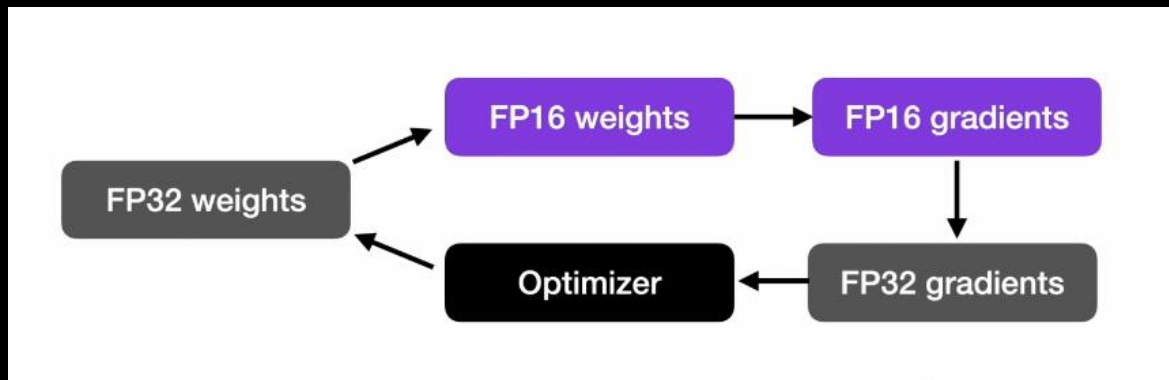 FP16 weights
FP16 gradients
FP32 weights
Optimizer
FP32 gradients